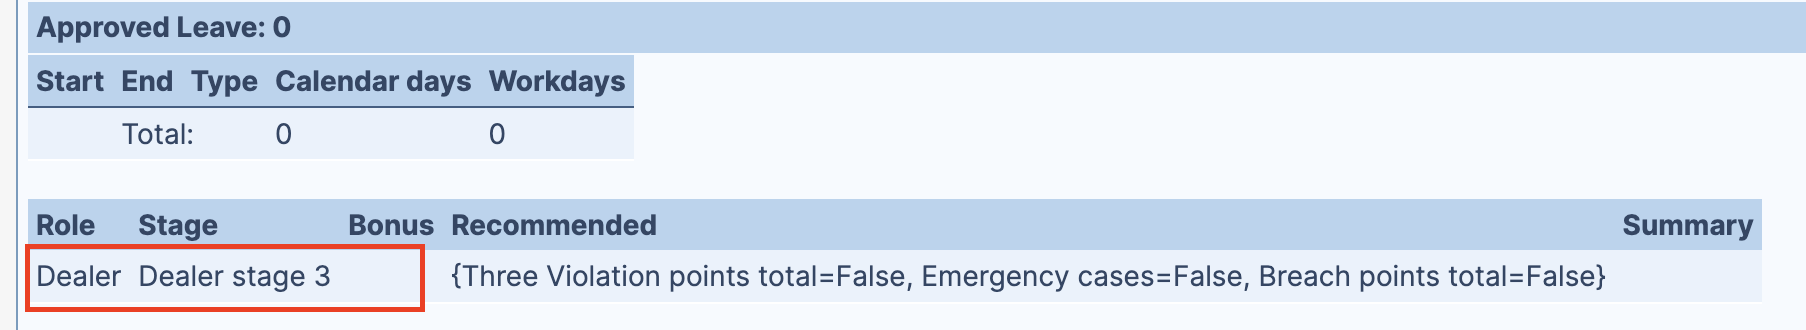 Approved Leave: 0
Start End Type Calendar days Workdays
Total: 0 0
Role Stage Bonus Recommended Summary
Dealer Dealer stage 3 {Three Violation points total=False, Emergency cases=False, Breach points total=False}